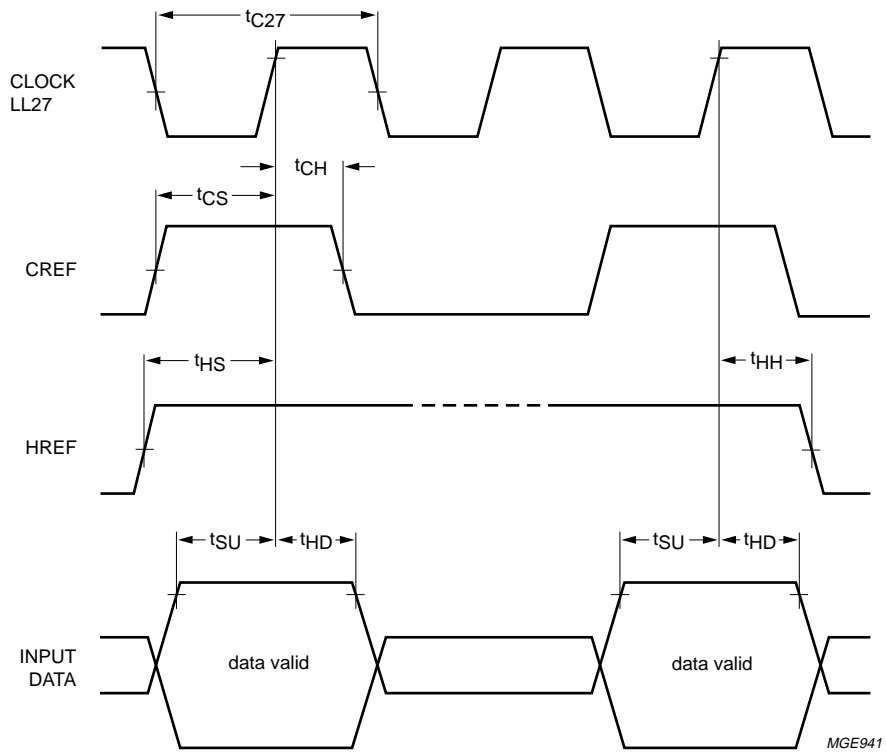 tC27
CLOCK
LL27
tCH
tCS
CREF
tHS
tHH
HREF
tSU
tHD
tSU
tHD
INPUT
DATA
data valid
data valid
MGE941